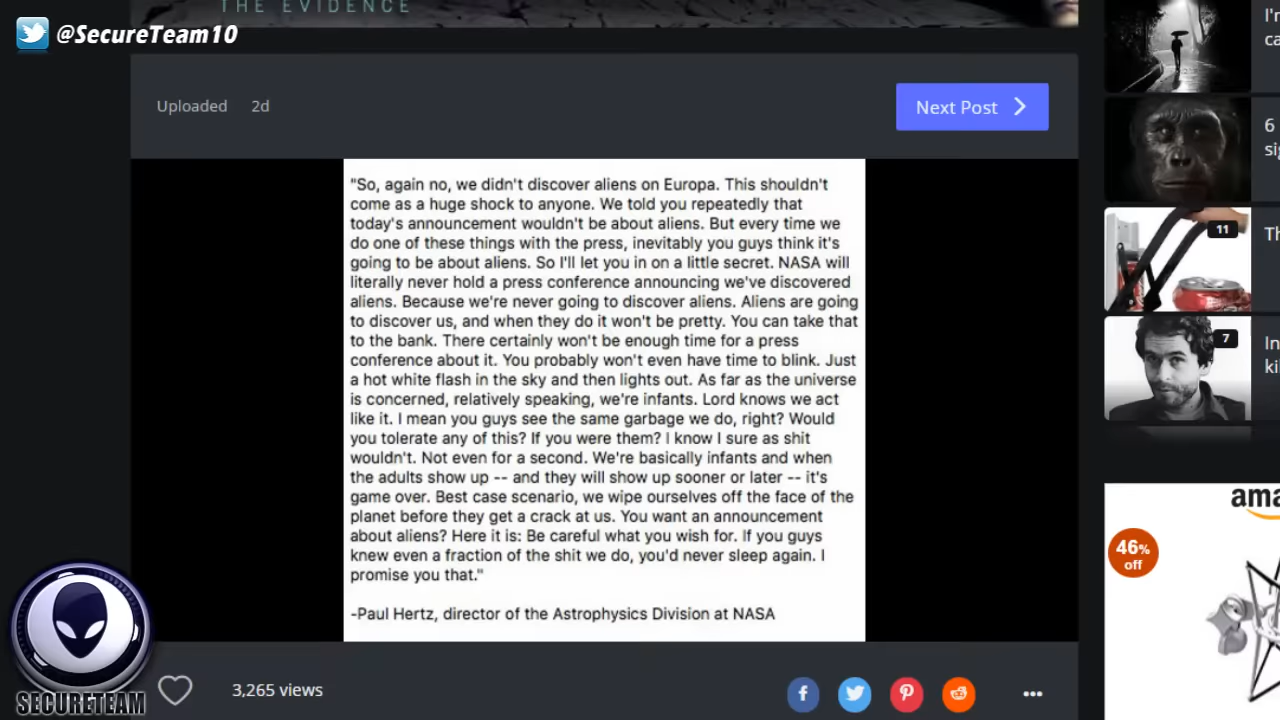 THE EVIDENCE
@SecureTeam10
Uploaded 2d
Next Post
"So, again no, we didn't discover aliens on Europa. This shouldn't
come as a huge shock to anyone. We told you repeatedly that
today's announcement wouldn't be about aliens. But every time we
do one of these things with the press, inevitably you guys think it's
going to be about aliens. So I'll let you in on a little secret. NASA will
literally never hold a press conference announcing we've discovered
aliens. Because we're never going to discover aliens. Aliens are going
to discover us, and when they do it won't be pretty. You can take that
to the bank. There certainly won't be enough time for a press
conference about it. You probably won't even have time to blink. Just
a hot white flash in the sky and then lights out. As far as the universe
is concerned, relatively speaking, we're infants. Lord knows we act
like it. I mean you guys see the same garbage we do, right? Would
you tolerate any of this? If you were them? I know I sure as shit
wouldn't. Not even for a second. We're basically infants and when
the adults show up -- and they will show up sooner or later -- it's
game over. Best case scenario, we wipe ourselves off the face of the
planet before they get a crack at us. You want an announcement
about aliens? Here it is: Be careful what you wish for. If you guys
knew even a fraction of the shit we do, you'd never sleep again. I
promise you that."
-Paul Hertz, director of the Astrophysics Division at NASA
3,265 views
SECURETEAM
I'm
ca
6
sig
11
Th
7
In
kil
ama
46%
off